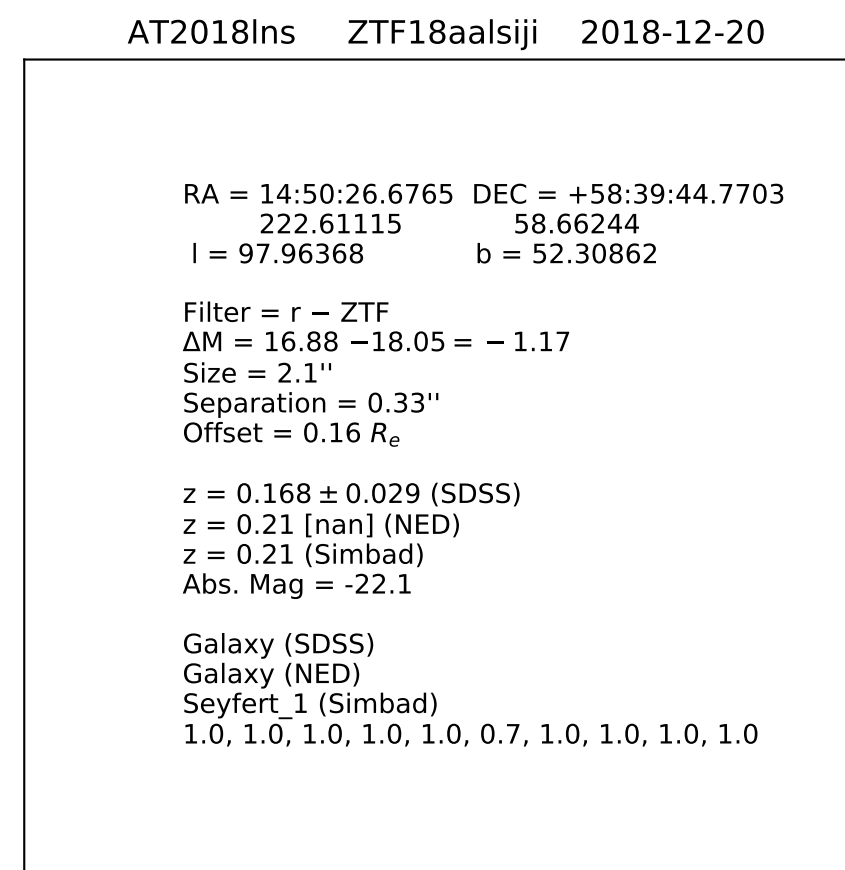 AT2018lns ZTF18aalsiji 2018-12-20
RA = 14:50:26.6765 DEC = +58:39:44.7703
222.61115 58.66244
l = 97.96368 b = 52.30862
Filter = r − ZTF
ΔM = 16.88 −18.05 = − 1.17
Size = 2.1''
Separation = 0.33''
Offset = 0.16 Re
z = 0.168 ± 0.029 (SDSS)
z = 0.21 [nan] (NED)
z = 0.21 (Simbad)
Abs. Mag = -22.1
Galaxy (SDSS)
Galaxy (NED)
Seyfert_1 (Simbad)
1.0, 1.0, 1.0, 1.0, 1.0, 0.7, 1.0, 1.0, 1.0, 1.0